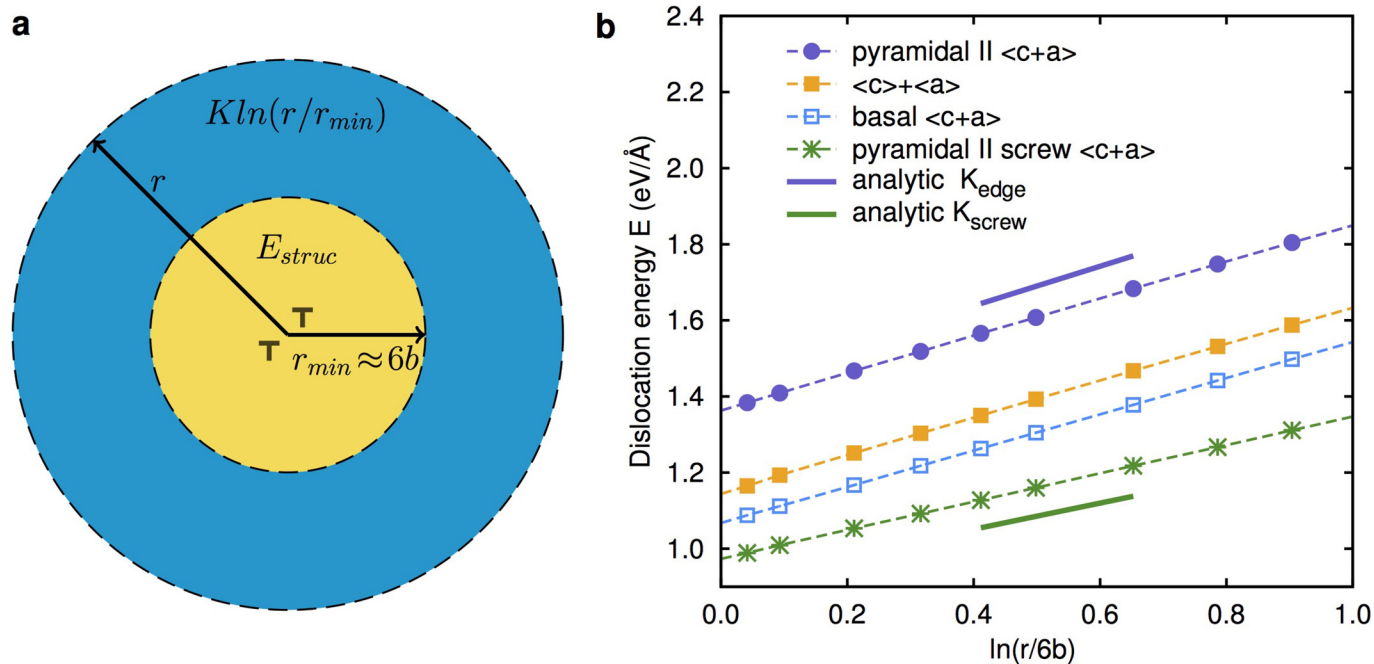 a
Kln(r/r_min)
r
E_struc
T
T
r_min≈6b
b
Dislocation energy E (eV/Å)
2.4
2.2
2.0
1.8
1.6
1.4
1.2
1.0
pyramidal II <c+a>
<c>+<a>
basal <c+a>
pyramidal II screw <c+a>
analytic K_edge
analytic K_screw
0.0 0.2 0.4 0.6 0.8 1.0
ln(r/6b)